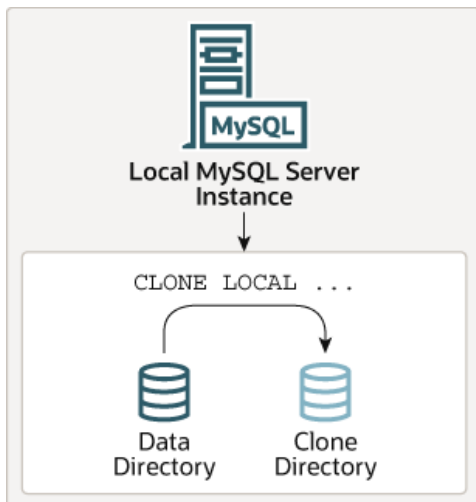 MySQL
Local MySQL Server
Instance
CLONE LOCAL ...
Data
Directory
Clone
Directory